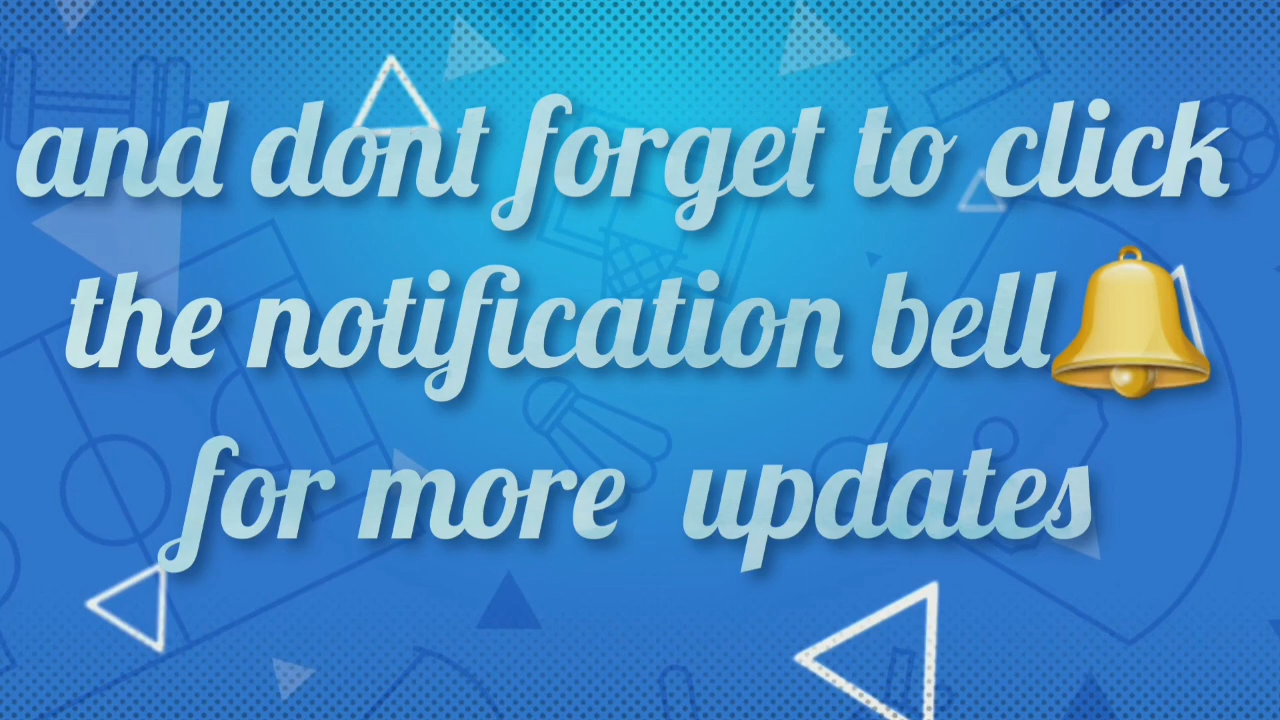 and dont forget to click
the notification bell🔔
for more  updates